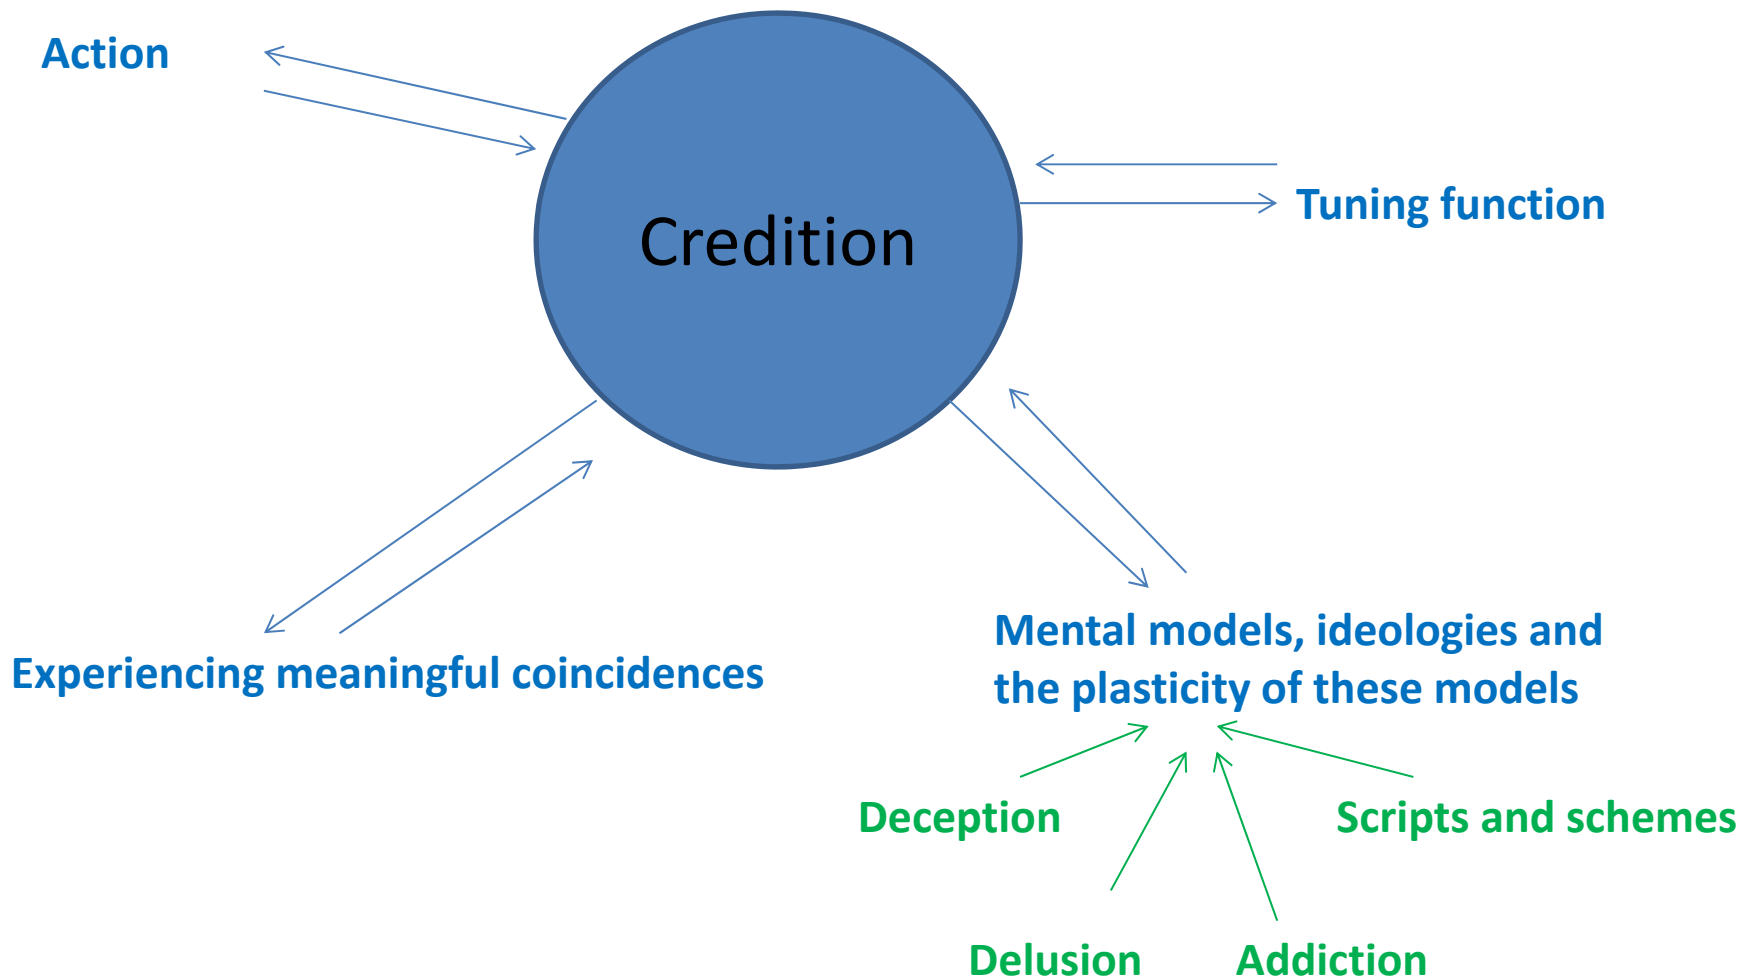 Action
Tuning function
Credition
Experiencing meaningful coincidences
Mental models, ideologies and
the plasticity of these models
Deception
Scripts and schemes
Delusion
Addiction